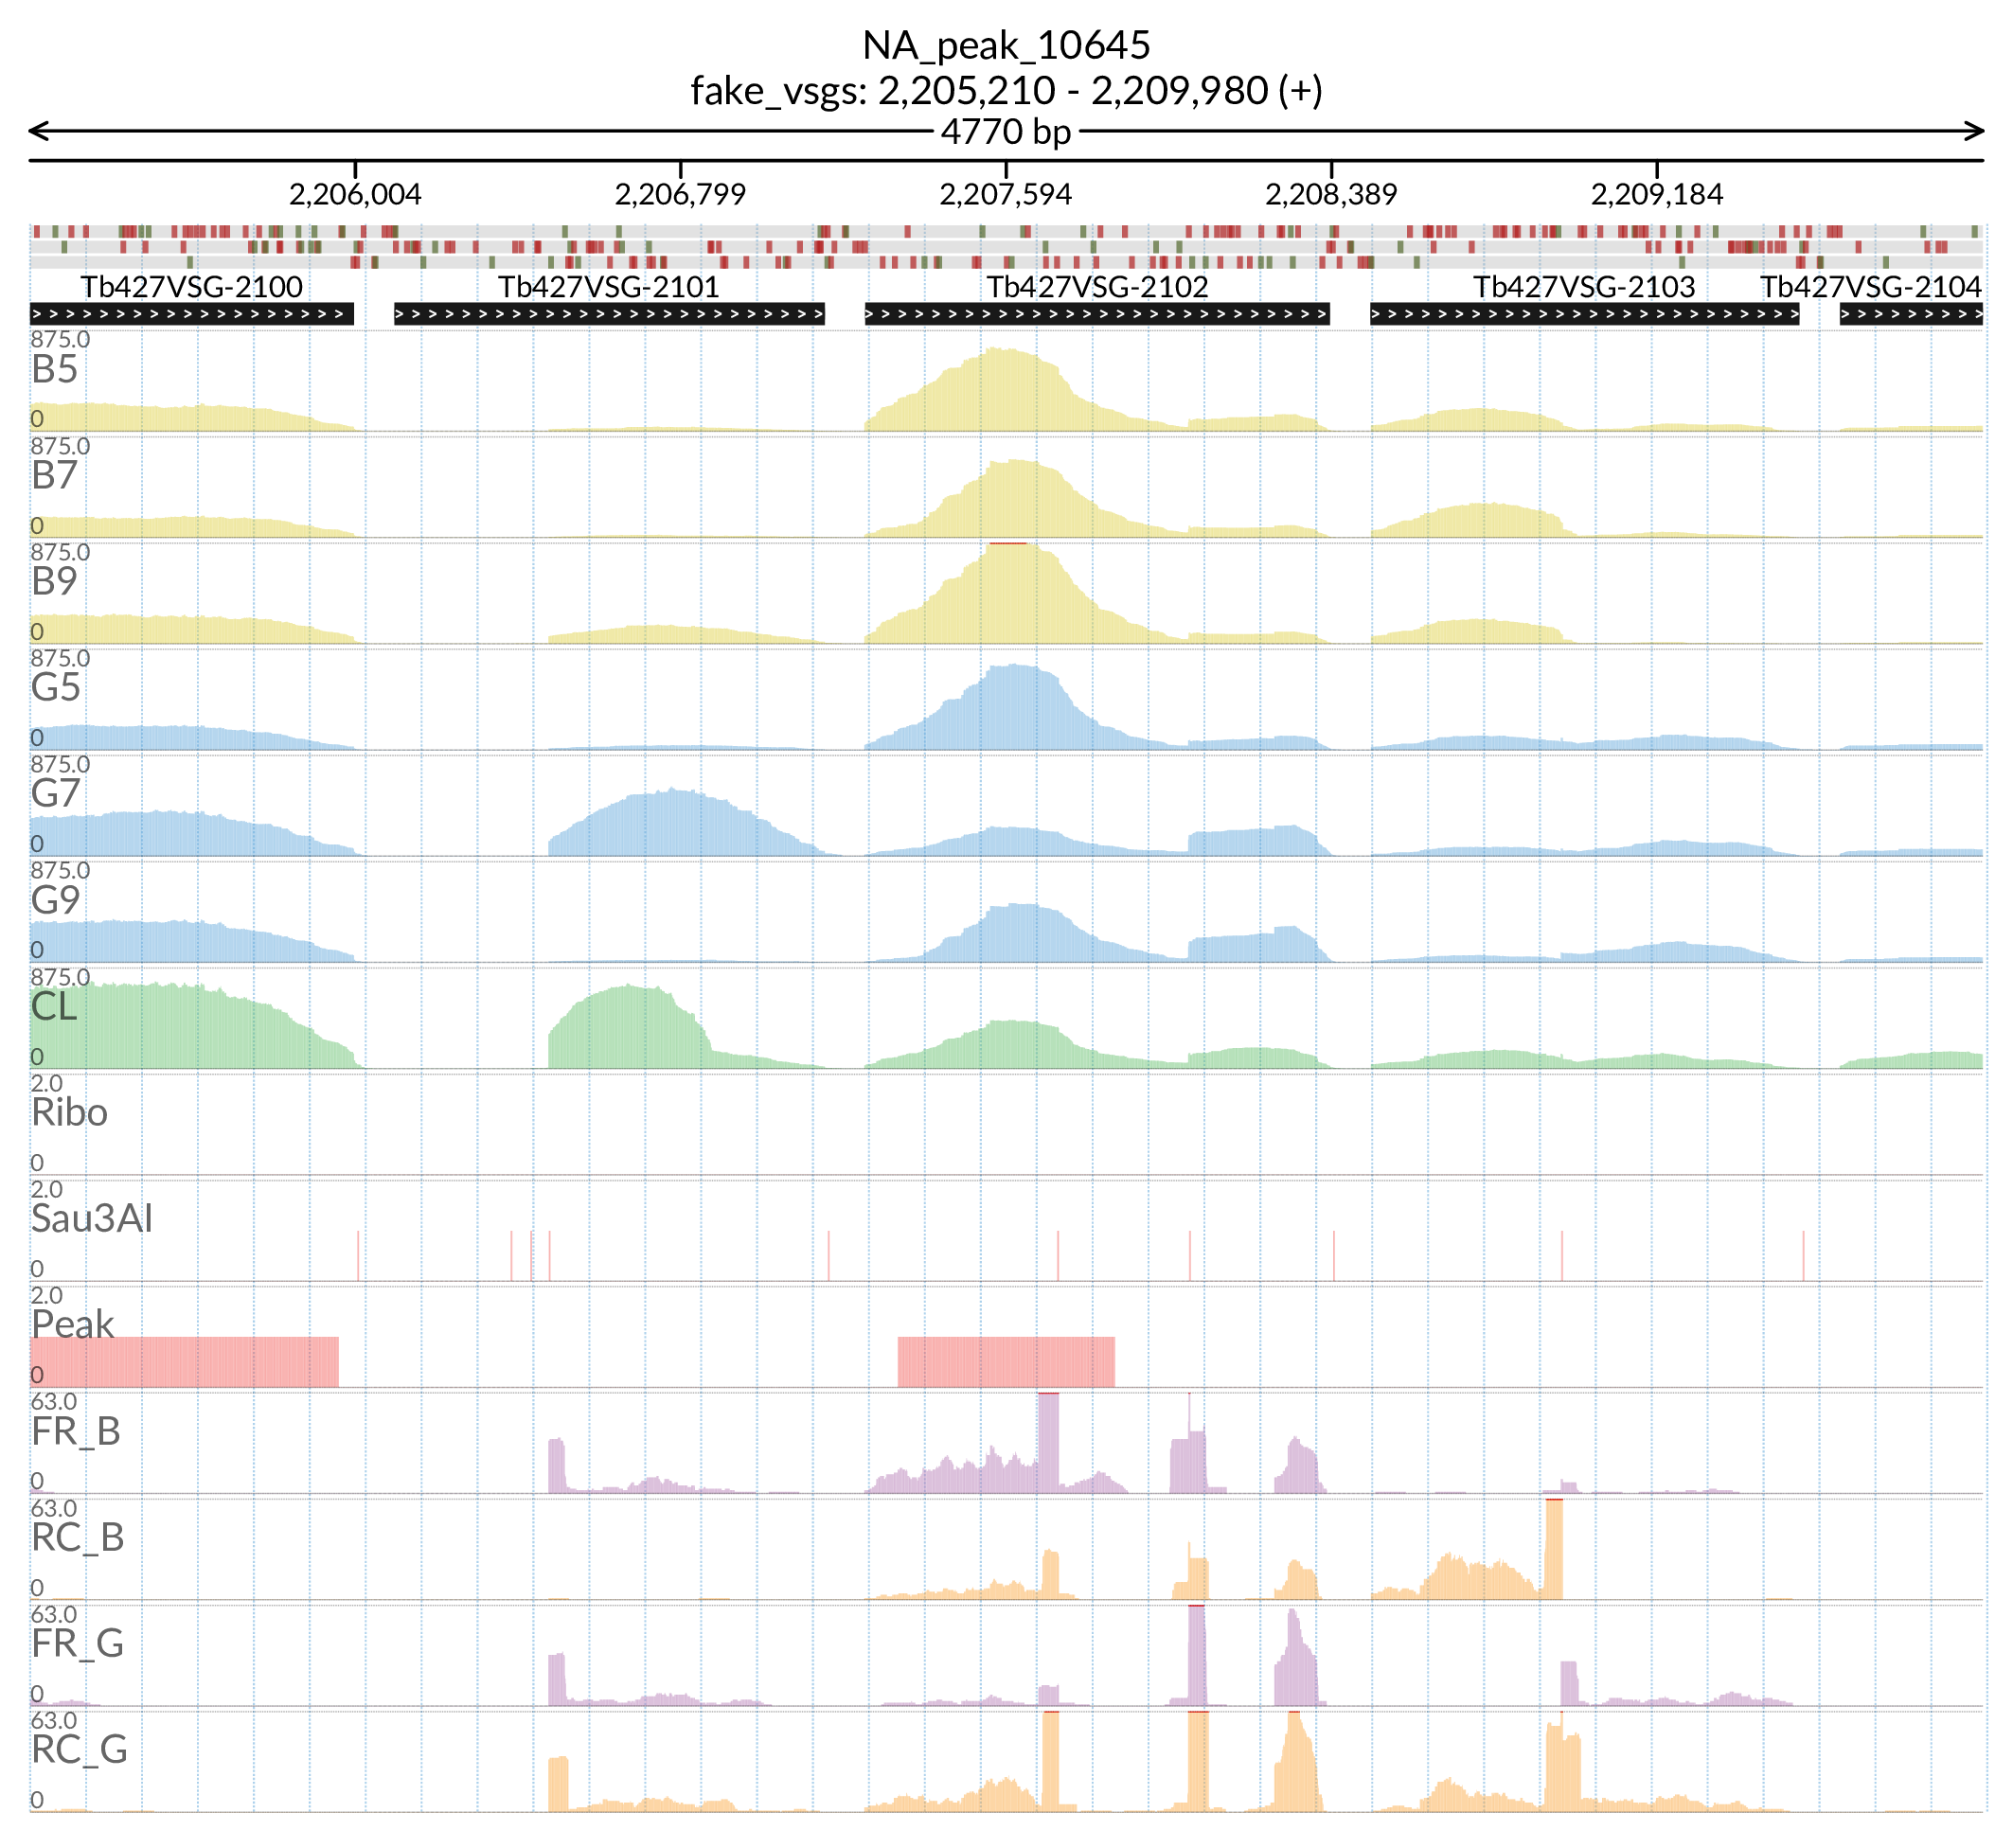 NA_peak_10645
fake_vsgs: 2,205,210 - 2,209,980 (+)
4770 bp
2,206,004 2,206,799 2,207,594 2,208,389 2,209,184
Tb427VSG-2100 Tb427VSG-2101 Tb427VSG-2102 Tb427VSG-2103 Tb427VSG-2104
875.0
B5
0
875.0
B7
0
875.0
B9
0
875.0
G5
0
875.0
G7
0
875.0
G9
0
875.0
CL
0
2.0
Ribo
0
2.0
Sau3AI
0
2.0
Peak
0
63.0
FR_B
0
63.0
RC_B
0
63.0
FR_G
0
63.0
RC_G
0